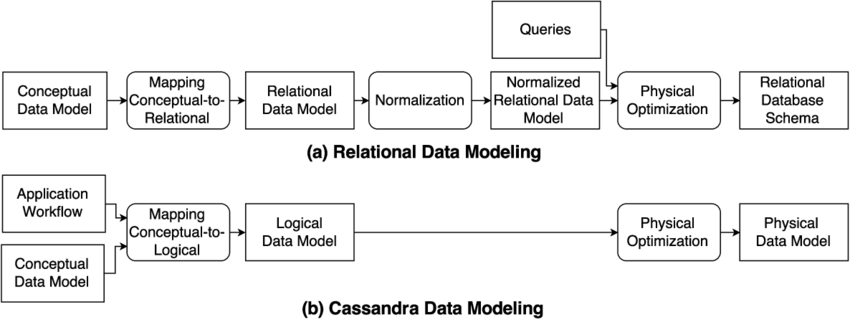 Queries
Conceptual
Data Model
Mapping
Conceptual-to-
Relational
Relational
Data Model
Normalization
Normalized
Relational Data
Model
Physical
Optimization
Relational
Database
Schema
(a) Relational Data Modeling
Application
Workflow
Conceptual
Data Model
Mapping
Conceptual-to-
Logical
Logical
Data Model
Physical
Optimization
Physical
Data Model
(b) Cassandra Data Modeling